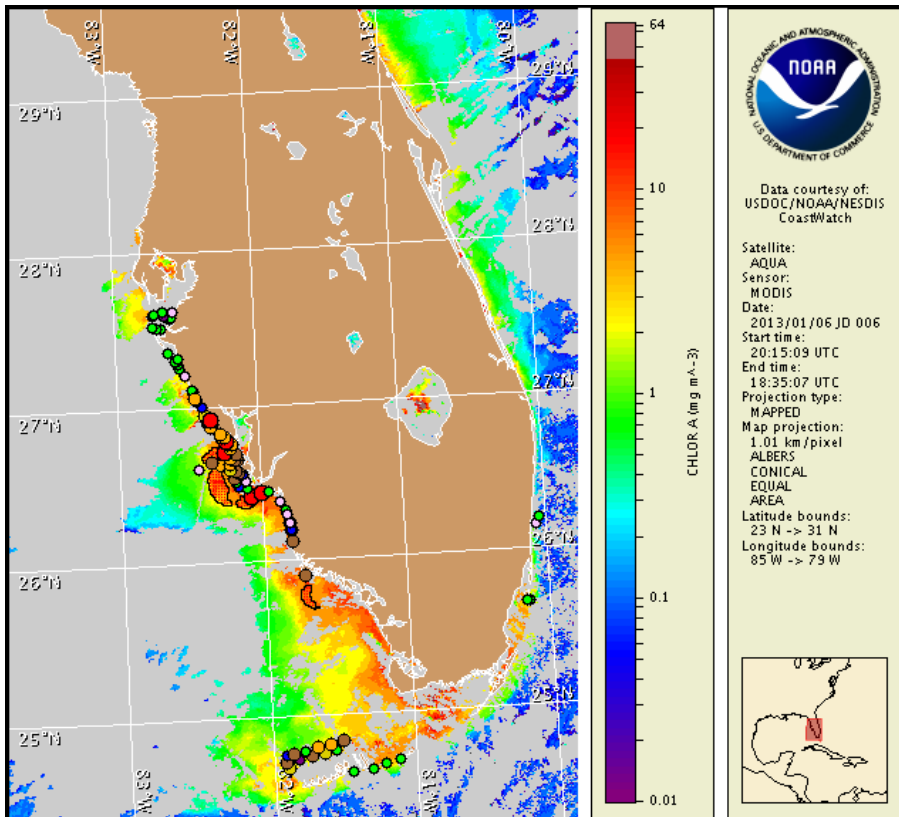 83°W
82°W
81°W
80°W
29°N
29°N
28°N
28°N
27°N
27°N
26°N
26°N
25°N
25°N
83°W
82°W
81°W
64
10
1
0.1
0.01
CHLOR A (mg m^-3)
NATIONAL OCEANIC AND ATMOSPHERIC ADMINISTRATION
NOAA
U.S. DEPARTMENT OF COMMERCE
Data courtesy of:
USDOC/NOAA/NESDIS
CoastWatch
Satellite:
AQUA
Sensor:
MODIS
Date:
2013/01/06 JD 006
Start time:
20:15:09 UTC
End time:
18:35:07 UTC
Projection type:
MAPPED
Map projection:
1.01 km/pixel
ALBERS
CONICAL
EQUAL
AREA
Latitude bounds:
23 N -> 31 N
Longitude bounds:
85 W -> 79 W